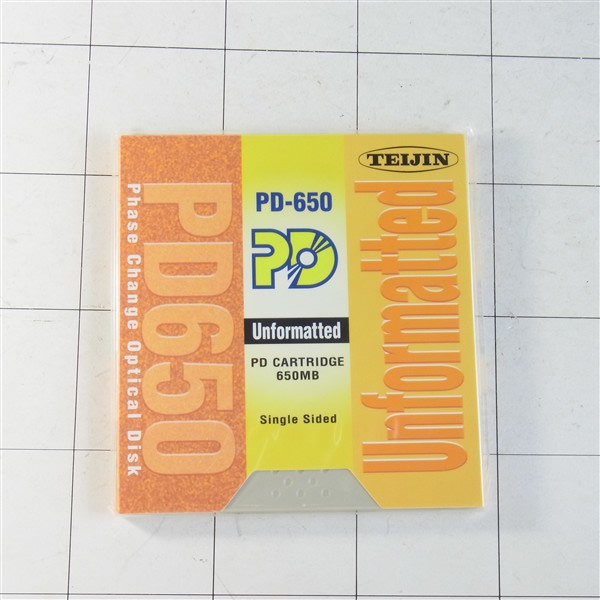 PD650
Phase Change Optical Disk
PD-650
PD
Unformatted
PD CARTRIDGE
650MB
Single Sided
TEIJIN
Unformatted